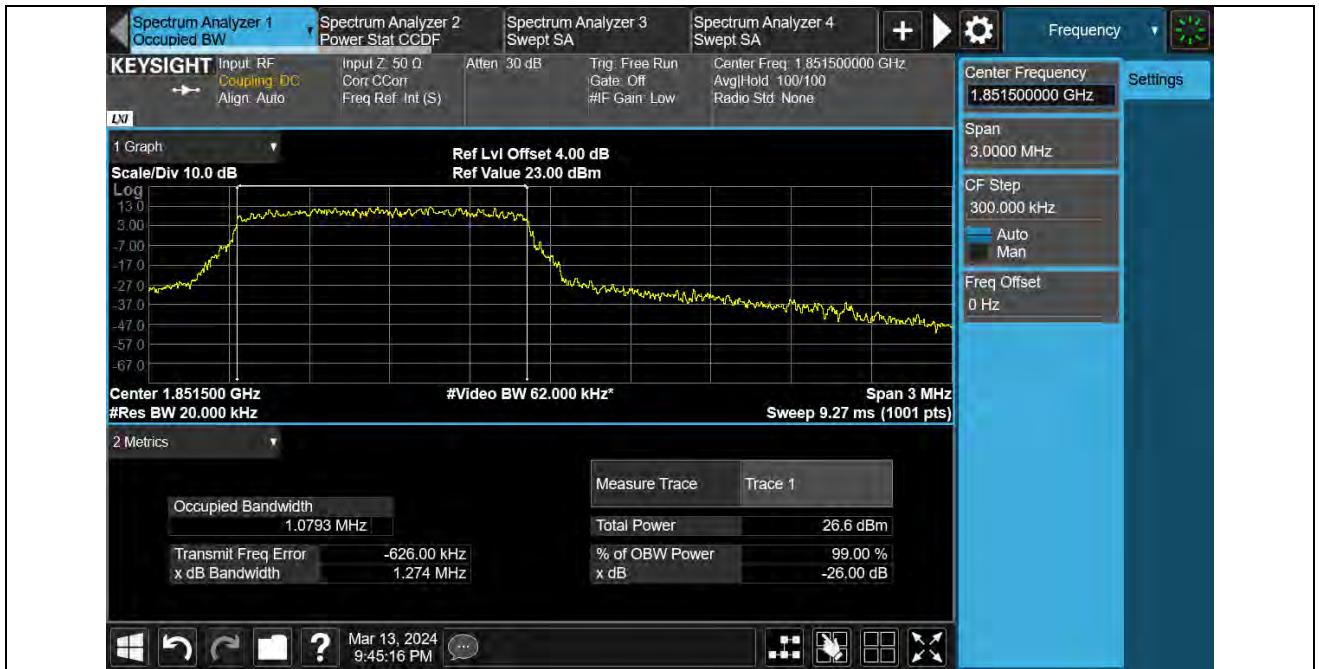 Spectrum Analyzer 1
Occupied BW
Spectrum Analyzer 2
Power Stat CCDF
Spectrum Analyzer 3
Swept SA
Spectrum Analyzer 4
Swept SA
+
Frequency
KEYSIGHT
LXI
Input: RF
Coupling: DC
Align: Auto
Input Z: 50 Ω
Corr CCorr
Freq Ref: Int (S)
Atten: 30 dB
Trig: Free Run
Gate: Off
#IF Gain: Low
Center Freq: 1.851500000 GHz
Avg|Hold: 100/100
Radio Std: None
Center Frequency
1.851500000 GHz
Settings
Span
3.0000 MHz
CF Step
300.000 kHz
Auto
Man
Freq Offset
0 Hz
1 Graph
Scale/Div 10.0 dB
Ref Lvl Offset 4.00 dB
Ref Value 23.00 dBm
Log
13.0
3.00
-7.00
-17.0
-27.0
-37.0
-47.0
-57.0
-67.0
Center 1.851500 GHz
#Video BW 62.000 kHz*
Span 3 MHz
#Res BW 20.000 kHz
Sweep 9.27 ms (1001 pts)
2 Metrics
Measure Trace Trace 1
Occupied Bandwidth
1.0793 MHz
Total Power 26.6 dBm
Transmit Freq Error -626.00 kHz
% of OBW Power 99.00 %
x dB Bandwidth 1.274 MHz
x dB -26.00 dB
?
Mar 13, 2024
9:45:16 PM